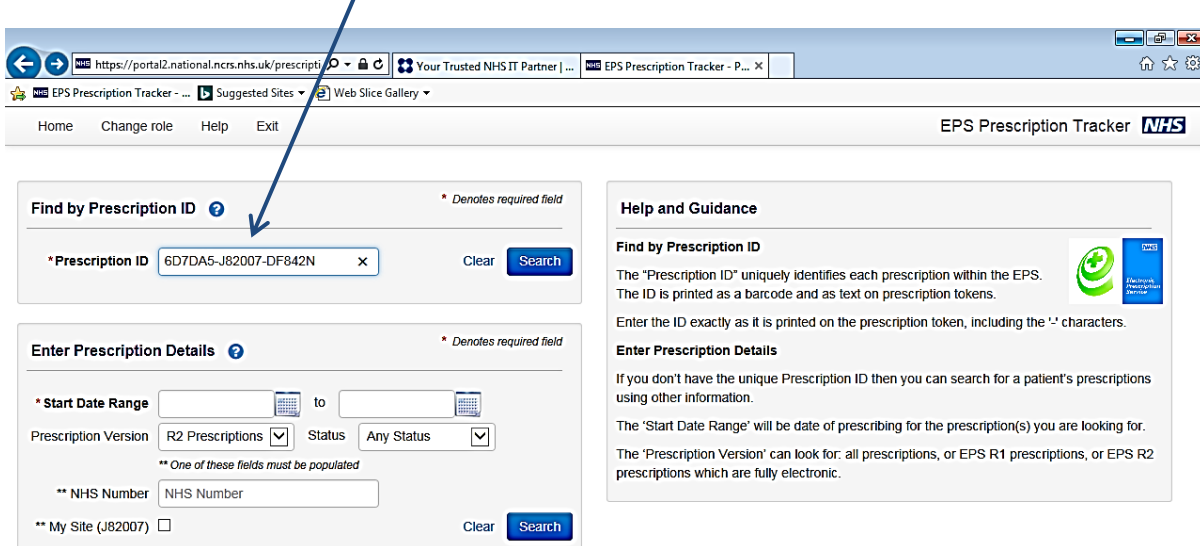 https://portal2.national.ncrs.nhs.uk/prescripti
Your Trusted NHS IT Partner | ...
NHS EPS Prescription Tracker - P...
NHS EPS Prescription Tracker - ...
Suggested Sites
Web Slice Gallery
Home Change role Help Exit
EPS Prescription Tracker NHS
Find by Prescription ID ?
* Denotes required field
*Prescription ID 6D7DA5-J82007-DF842N x Clear Search
Enter Prescription Details ?
* Denotes required field
* Start Date Range to
Prescription Version R2 Prescriptions Status Any Status
** One of these fields must be populated
** NHS Number NHS Number
** My Site (J82007) Clear Search
Help and Guidance
Find by Prescription ID
The “Prescription ID” uniquely identifies each prescription within the EPS.
The ID is printed as a barcode and as text on prescription tokens.
NHS
Electronic
Prescription
Service
Enter the ID exactly as it is printed on the prescription token, including the '-' characters.
Enter Prescription Details
If you don't have the unique Prescription ID then you can search for a patient's prescriptions
using other information.
The 'Start Date Range' will be date of prescribing for the prescription(s) you are looking for.
The 'Prescription Version' can look for: all prescriptions, or EPS R1 prescriptions, or EPS R2
prescriptions which are fully electronic.